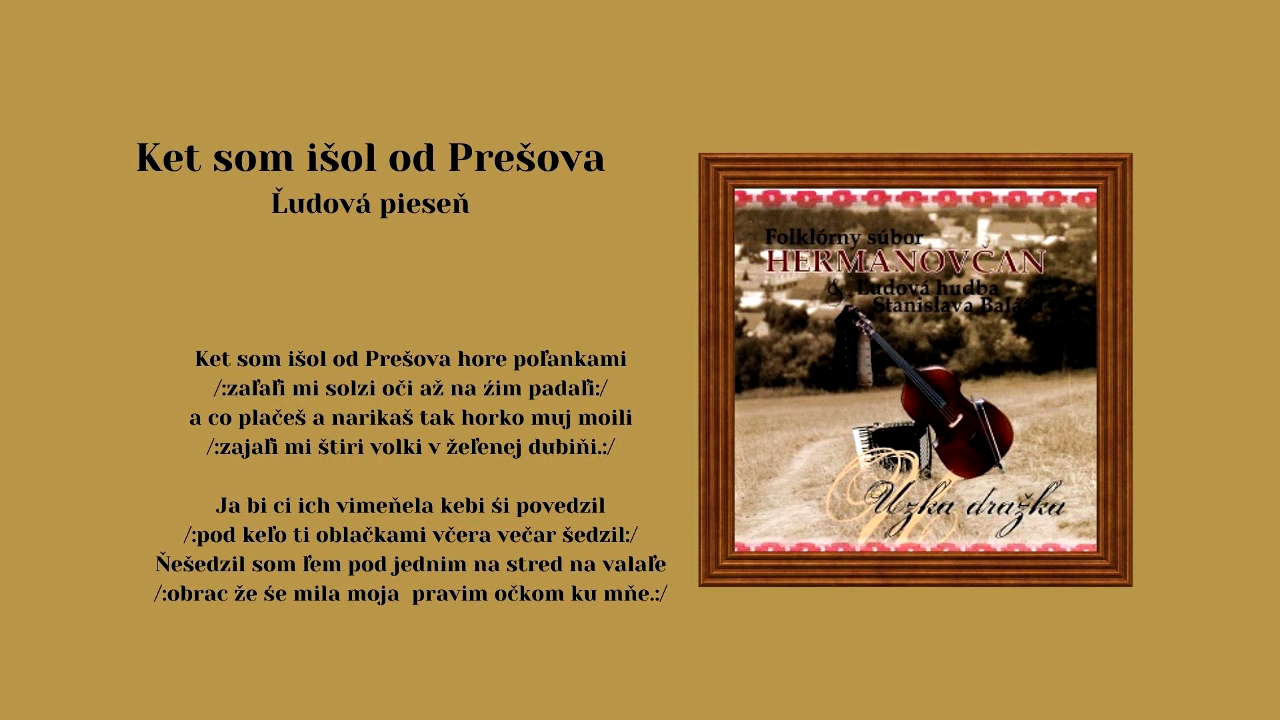 Ket som išol od Prešova
Ľudová pieseň
Ket som išol od Prešova hore poľankami
/:zaľaľi mi solzi oči až na źim padaľi:/
a co plačeš a narikaš tak horko muj moili
/:zajaľi mi štiri volki v žeľenej dubiňi.:/
Ja bi ci ich vimeňela kebi śi povedzil
/:pod keľo ti oblačkami včera večar šedzil:/
Ňešedzil som ľem pod jednim na stred na valaľe
/:obrac že śe mila moja pravim očkom ku mňe.:/
Folklórny súbor
HERMANOVČAN
& Ľudová hudba
Stanislava
Uzka dražka